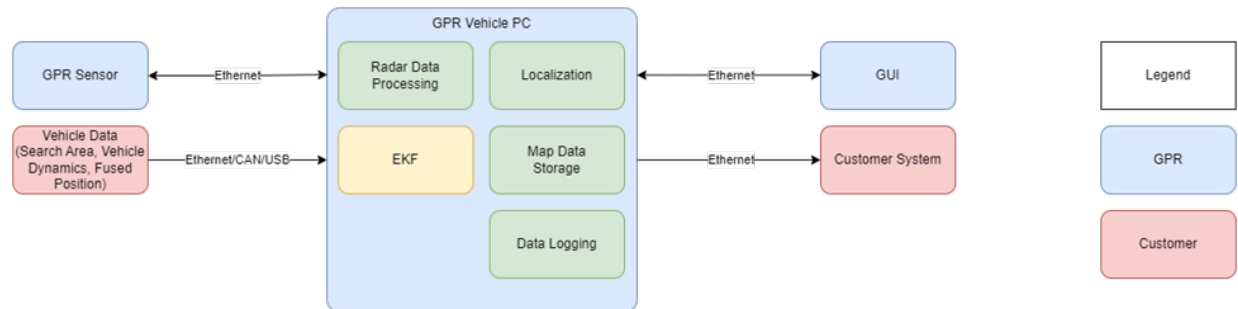 GPR Vehicle PC
GPR Sensor
Ethernet
Radar Data
Processing
Localization
Ethernet
GUI
Legend
Vehicle Data
(Search Area, Vehicle
Dynamics, Fused
Position)
Ethernet/CAN/USB
EKF
Map Data
Storage
Ethernet
Customer System
GPR
Data Logging
Customer